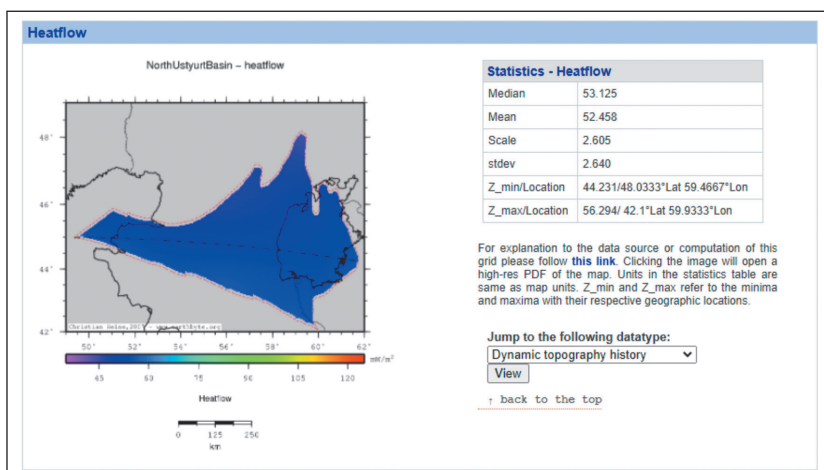 Heatflow
NorthUstyurtBasin – heatflow
48°
46°
44°
42°
50° 52° 54° 56° 58° 60° 62°
mW/m²
45 60 75 90 105 120
Heatflow
0 125 250
km
Statistics - Heatflow
Median 53.125
Mean 52.458
Scale 2.605
stdev 2.640
Z_min/Location 44.231/48.0333°Lat 59.4667°Lon
Z_max/Location 56.294/ 42.1°Lat 59.9333°Lon
For explanation to the data source or computation of this
grid please follow this link. Clicking the image will open a
high-res PDF of the map. Units in the statistics table are
same as map units. Z_min and Z_max refer to the minima
and maxima with their respective geographic locations.
Jump to the following datatype:
Dynamic topography history
View
↑ back to the top